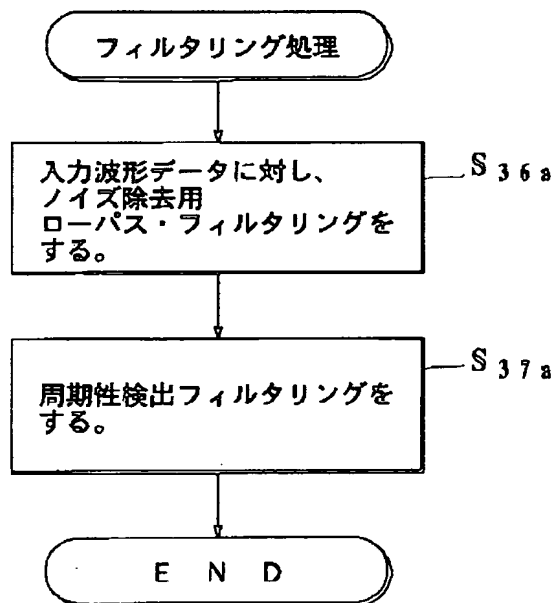 フィルタリング処理
入力波形データに対し、
ノイズ除去用
ローパス・フィルタリングを
する。
S36a
周期性検出フィルタリングを
する。
S37a
END